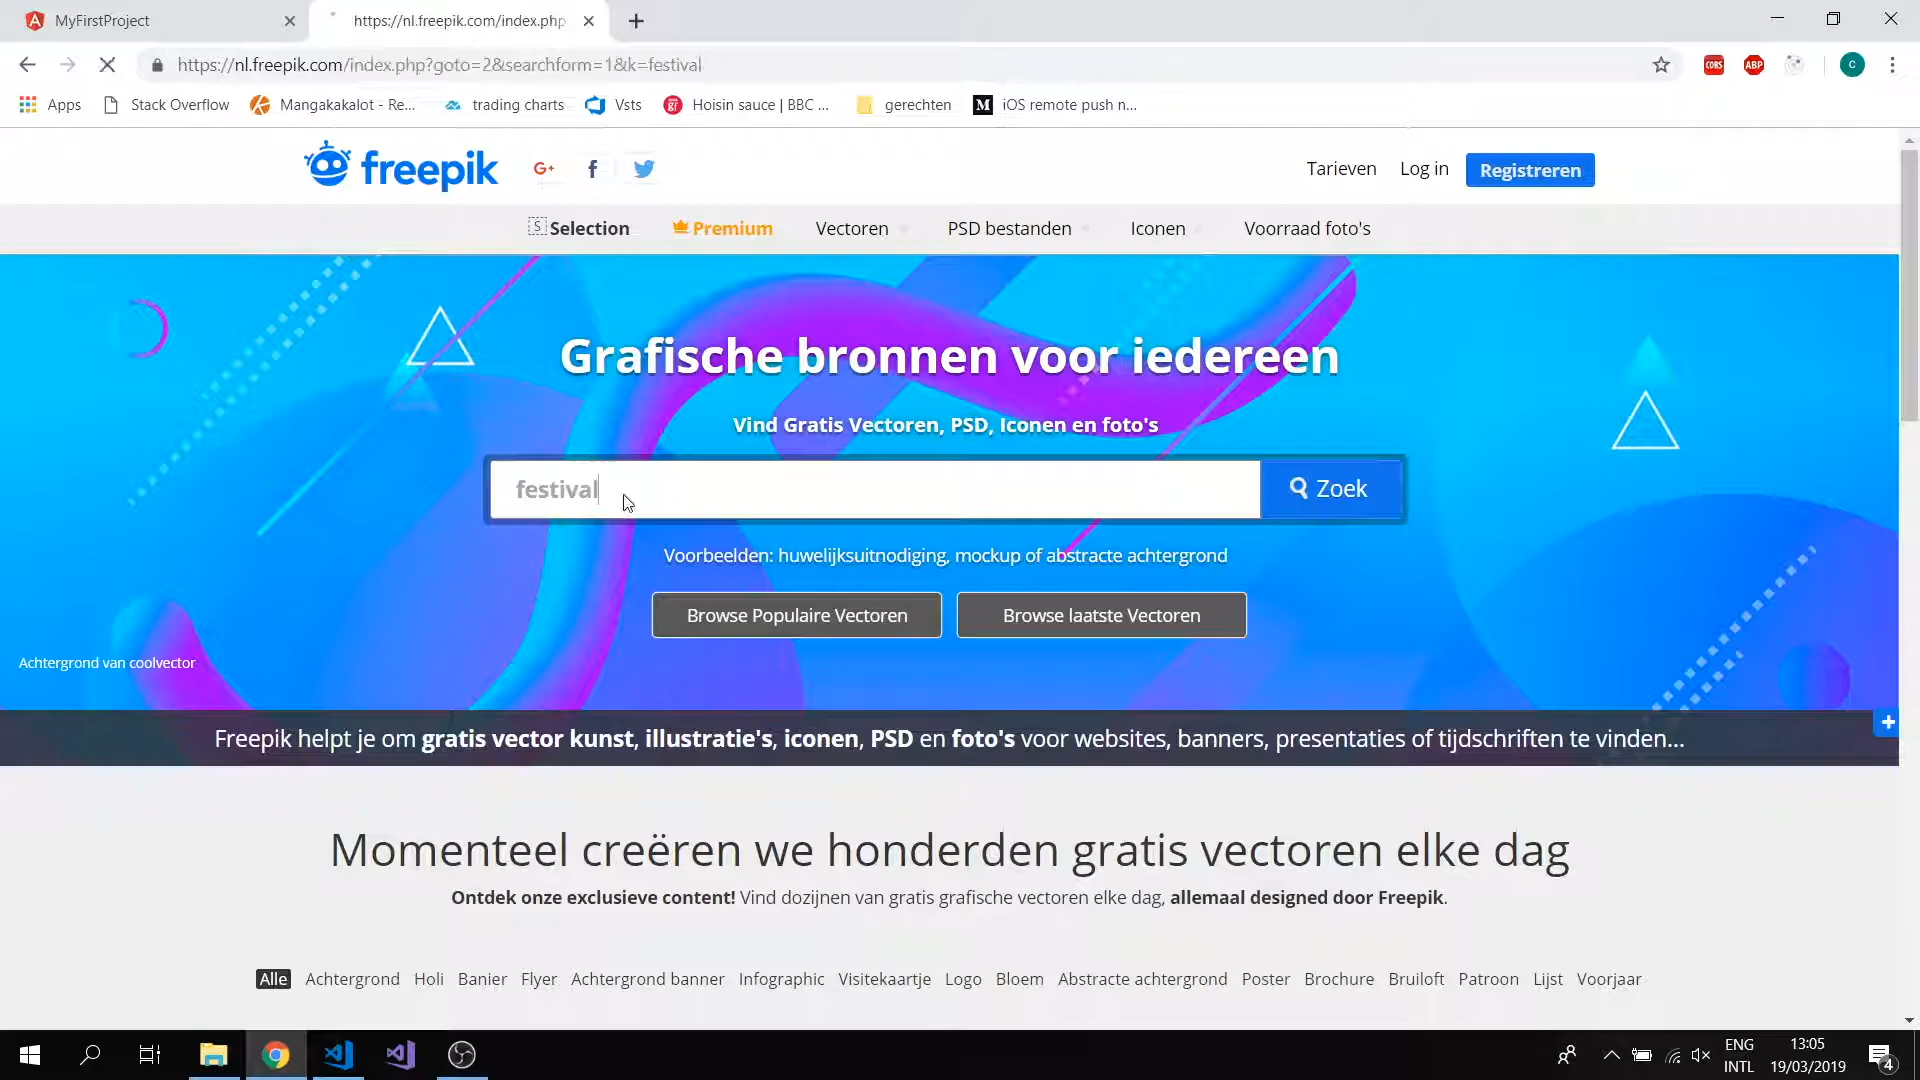 MyFirstProject
https://nl.freepik.com/index.php
https://nl.freepik.com/index.php?goto=2&searchform=1&k=festival
CORS
ABP
C
Apps
Stack Overflow
Mangakakalot - Re...
trading charts
Vsts
gf
Hoisin sauce | BBC ...
gerechten
M
iOS remote push n...
freepik
G+
f
Tarieven
Log in
Registreren
S Selection
Premium
Vectoren
PSD bestanden
Iconen
Voorraad foto's
Grafische bronnen voor iedereen
Vind Gratis Vectoren, PSD, Iconen en foto's
festival
Zoek
Voorbeelden: huwelijksuitnodiging, mockup of abstracte achtergrond
Browse Populaire Vectoren
Browse laatste Vectoren
Achtergrond van coolvector
Freepik helpt je om gratis vector kunst, illustratie's, iconen, PSD en foto's voor websites, banners, presentaties of tijdschriften te vinden...
Momenteel creëren we honderden gratis vectoren elke dag
Ontdek onze exclusieve content! Vind dozijnen van gratis grafische vectoren elke dag, allemaal designed door Freepik.
Alle Achtergrond Holi Banier Flyer Achtergrond banner Infographic Visitekaartje Logo Bloem Abstracte achtergrond Poster Brochure Bruiloft Patroon Lijst Voorjaar
ENG
INTL
13:05
19/03/2019
4